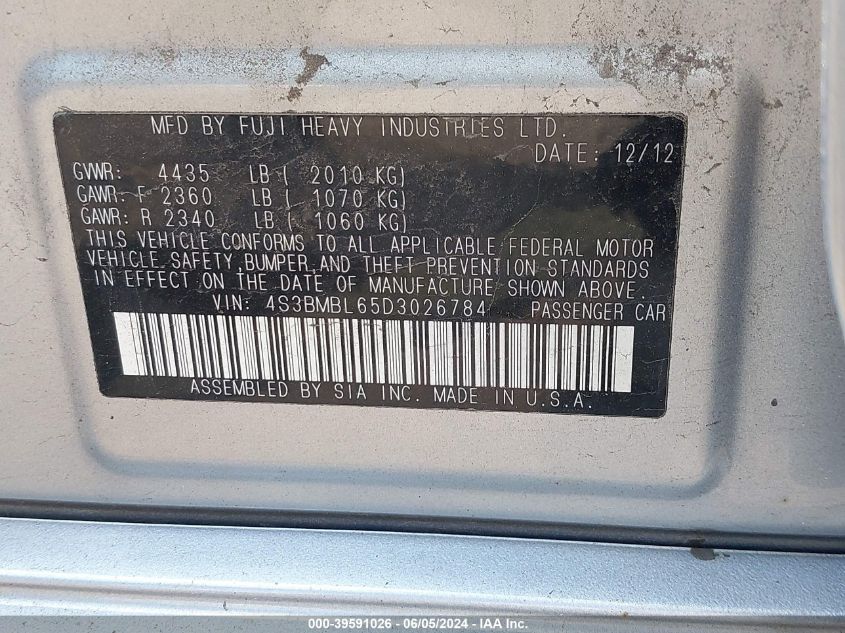 MFD BY FUJI HEAVY INDUSTRIES LTD.
DATE: 12/12
GVWR: 4435 LB ( 2010 KG)
GAWR: F 2360 LB ( 1070 KG)
GAWR: R 2340 LB ( 1060 KG)
THIS VEHICLE CONFORMS TO ALL APPLICABLE FEDERAL MOTOR
VEHICLE SAFETY, BUMPER, AND THEFT PREVENTION STANDARDS
IN EFFECT ON THE DATE OF MANUFACTURE SHOWN ABOVE.
VIN: 4S3BMBL65D3026784 PASSENGER CAR
ASSEMBLED BY SIA INC. MADE IN U.S.A.
000-39591026 - 06/05/2024 - © IAA Inc.